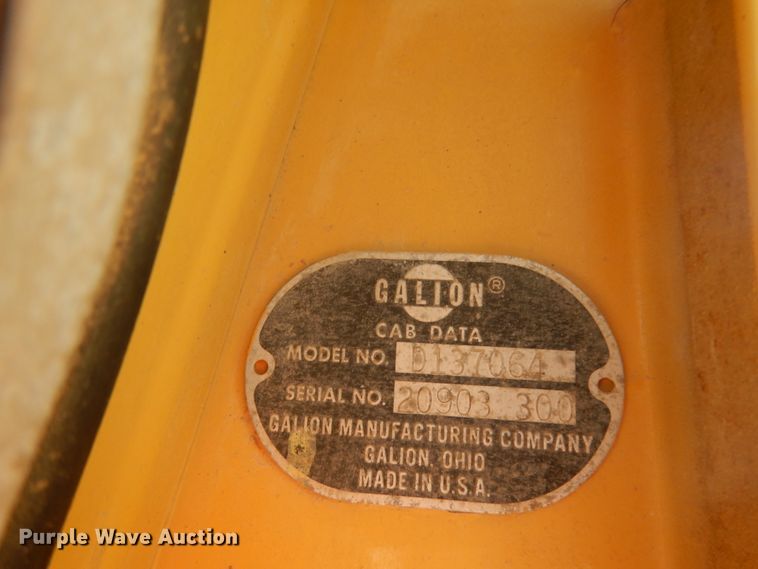 GALION®
CAB DATA
MODEL NO. D137064
SERIAL NO. 20903 300
GALION MANUFACTURING COMPANY
GALION, OHIO
MADE IN U.S.A.
Purple Wave Auction